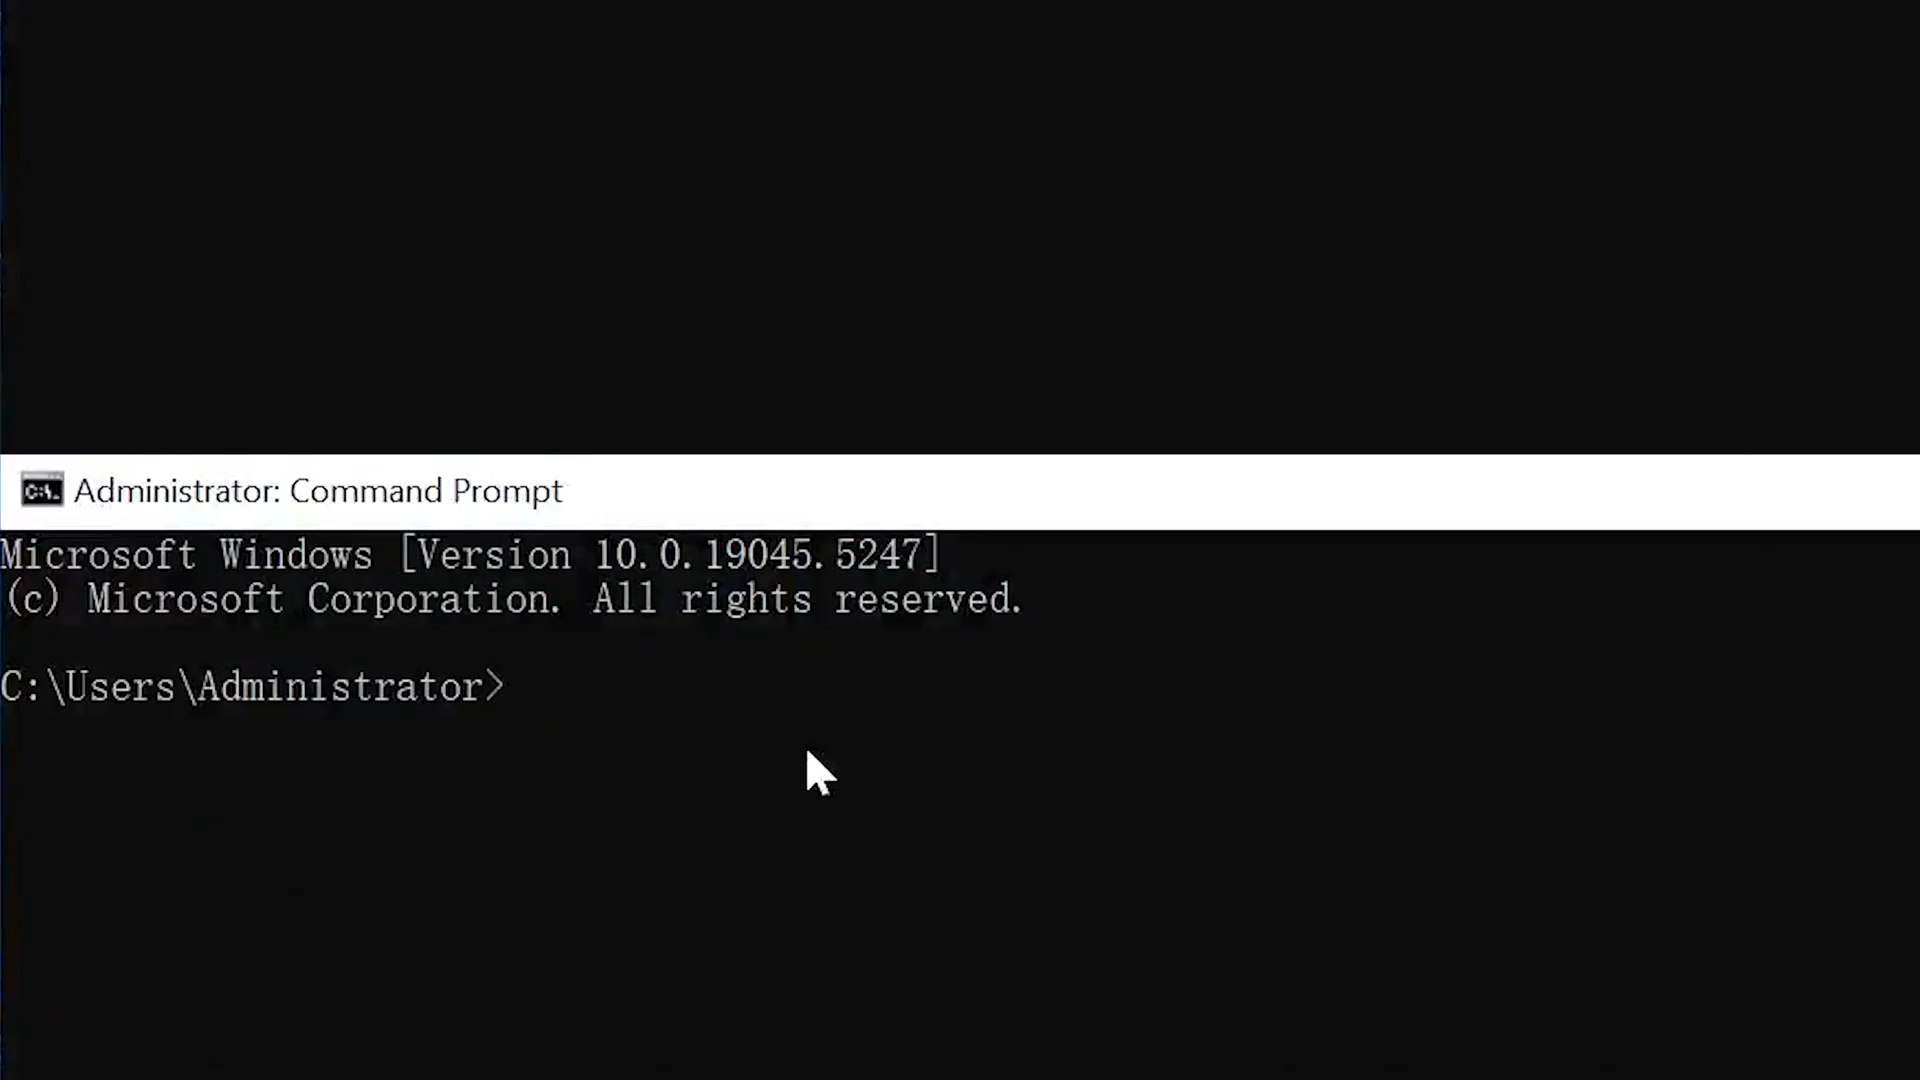 Administrator: Command Prompt
Microsoft Windows [Version 10.0.19045.5247]
(c) Microsoft Corporation. All rights reserved.
C:\Users\Administrator>